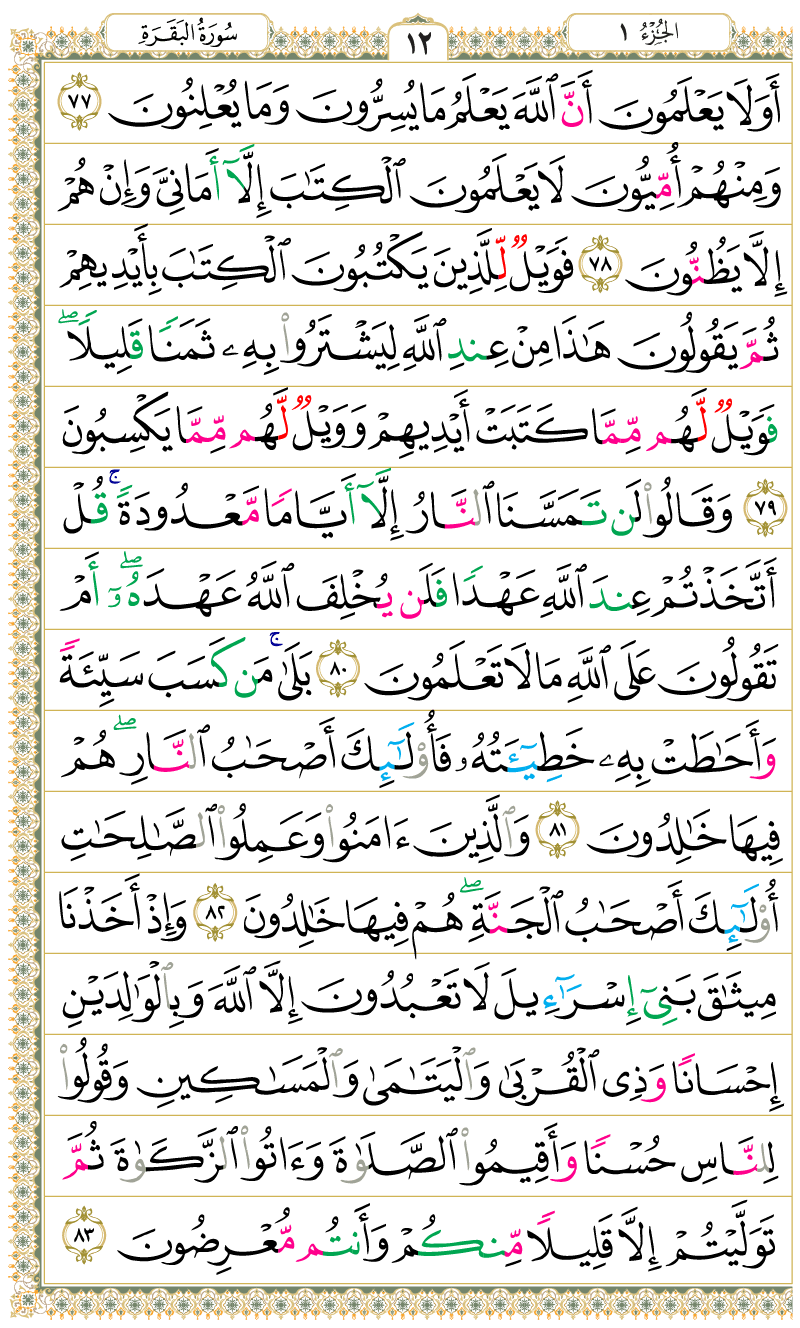 الجُزْءُ ١
١٢
سُورَةُ البَقَرَةِ
أَوَلَا يَعْلَمُونَ أَنَّ ٱللَّهَ يَعْلَمُ مَا يُسِرُّونَ وَمَا يُعْلِنُونَ ٧٧
وَمِنْهُمْ أُمِّيُّونَ لَا يَعْلَمُونَ ٱلْكِتَٰبَ إِلَّآ أَمَانِيَّ وَإِنْ هُمْ
إِلَّا يَظُنُّونَ ٧٨ فَوَيْلٌ لِّلَّذِينَ يَكْتُبُونَ ٱلْكِتَٰبَ بِأَيْدِيهِمْ
ثُمَّ يَقُولُونَ هَٰذَا مِنْ عِندِ ٱللَّهِ لِيَشْتَرُوا۟ بِهِۦ ثَمَنًا قَلِيلًا ۖ
فَوَيْلٌ لَّهُم مِّمَّا كَتَبَتْ أَيْدِيهِمْ وَوَيْلٌ لَّهُم مِّمَّا يَكْسِبُونَ
٧٩ وَقَالُوا۟ لَن تَمَسَّنَا ٱلنَّارُ إِلَّآ أَيَّامًا مَّعْدُودَةً ۚ قُلْ
أَتَّخَذْتُمْ عِندَ ٱللَّهِ عَهْدًا فَلَن يُخْلِفَ ٱللَّهُ عَهْدَهُۥٓ ۖ أَمْ
تَقُولُونَ عَلَى ٱللَّهِ مَا لَا تَعْلَمُونَ ٨٠ بَلَىٰ ۚ مَن كَسَبَ سَيِّئَةً
وَأَحَٰطَتْ بِهِۦ خَطِيٓـَٔتُهُۥ فَأُو۟لَٰٓئِكَ أَصْحَٰبُ ٱلنَّارِ ۖ هُمْ
فِيهَا خَٰلِدُونَ ٨١ وَٱلَّذِينَ ءَامَنُوا۟ وَعَمِلُوا۟ ٱلصَّٰلِحَٰتِ
أُو۟لَٰٓئِكَ أَصْحَٰبُ ٱلْجَنَّةِ ۖ هُمْ فِيهَا خَٰلِدُونَ ٨٢ وَإِذْ أَخَذْنَا
مِيثَٰقَ بَنِىٓ إِسْرَٰٓءِيلَ لَا تَعْبُدُونَ إِلَّا ٱللَّهَ وَبِٱلْوَٰلِدَيْنِ
إِحْسَانًا وَذِى ٱلْقُرْبَىٰ وَٱلْيَتَٰمَىٰ وَٱلْمَسَٰكِينِ وَقُولُوا۟
لِلنَّاسِ حُسْنًا وَأَقِيمُوا۟ ٱلصَّلَوٰةَ وَءَاتُوا۟ ٱلزَّكَوٰةَ ثُمَّ
تَوَلَّيْتُمْ إِلَّا قَلِيلًا مِّنكُمْ وَأَنتُم مُّعْرِضُونَ ٨٣